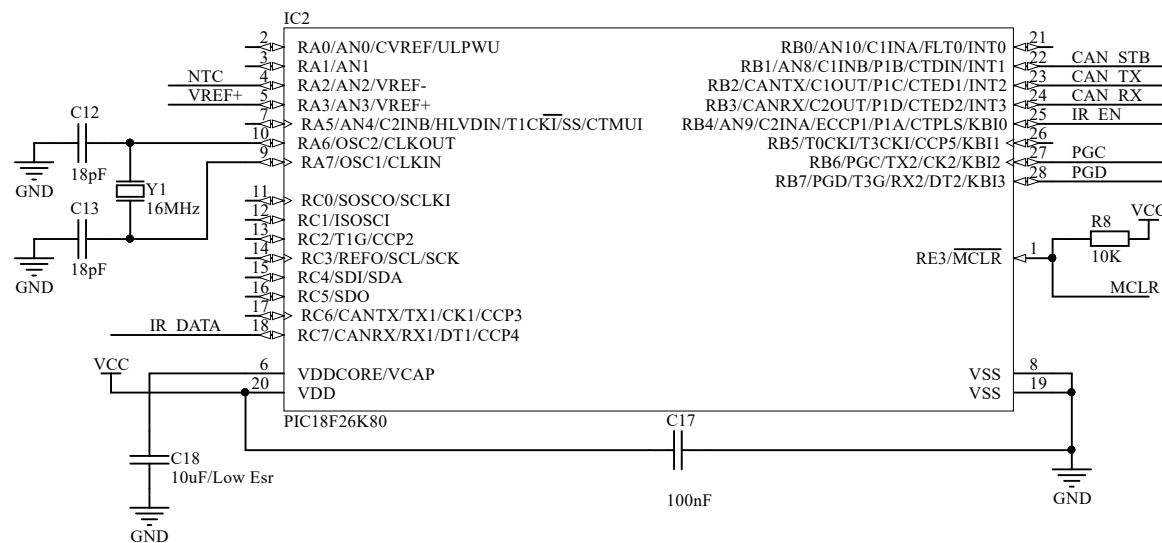 IC2
2 RA0/AN0/CVREF/ULPWU RB0/AN10/C1INA/FLT0/INT0 21
3 RA1/AN1 RB1/AN8/C1INB/P1B/CTDIN/INT1 22 CAN_STB
NTC 4 RA2/AN2/VREF- RB2/CANTX/C1OUT/P1C/CTED1/INT2 23 CAN_TX
VREF+ 5 RA3/AN3/VREF+ RB3/CANRX/C2OUT/P1D/CTED2/INT3 24 CAN_RX
C12 7 RA5/AN4/C2INB/HLVDIN/T1CKI/SS/CTMUI RB4/AN9/C2INA/ECCP1/P1A/CTPLS/KBI0 25 IR_EN
10 RA6/OSC2/CLKOUT RB5/T0CKI/T3CKI/CCP5/KBI1 26
9 RA7/OSC1/CLKIN RB6/PGC/TX2/CK2/KBI2 27 PGC
18pF
GND Y1 RB7/PGD/T3G/RX2/DT2/KBI3 28 PGD
C13 16MHz 11 RC0/SOSCO/SCLKI
12 RC1/ISOSCI VCC
13 RC2/T1G/CCP2 R8
14 RC3/REFO/SCL/SCK RE3/MCLR 1 10K
18pF
GND 15 RC4/SDI/SDA MCLR
16 RC5/SDO
17 RC6/CANTX/TX1/CK1/CCP3
IR_DATA 18 RC7/CANRX/RX1/DT1/CCP4
VCC 6 VDDCORE/VCAP VSS 8
20 VDD VSS 19
PIC18F26K80 C17
C18
10uF/Low Esr
100nF GND
GND